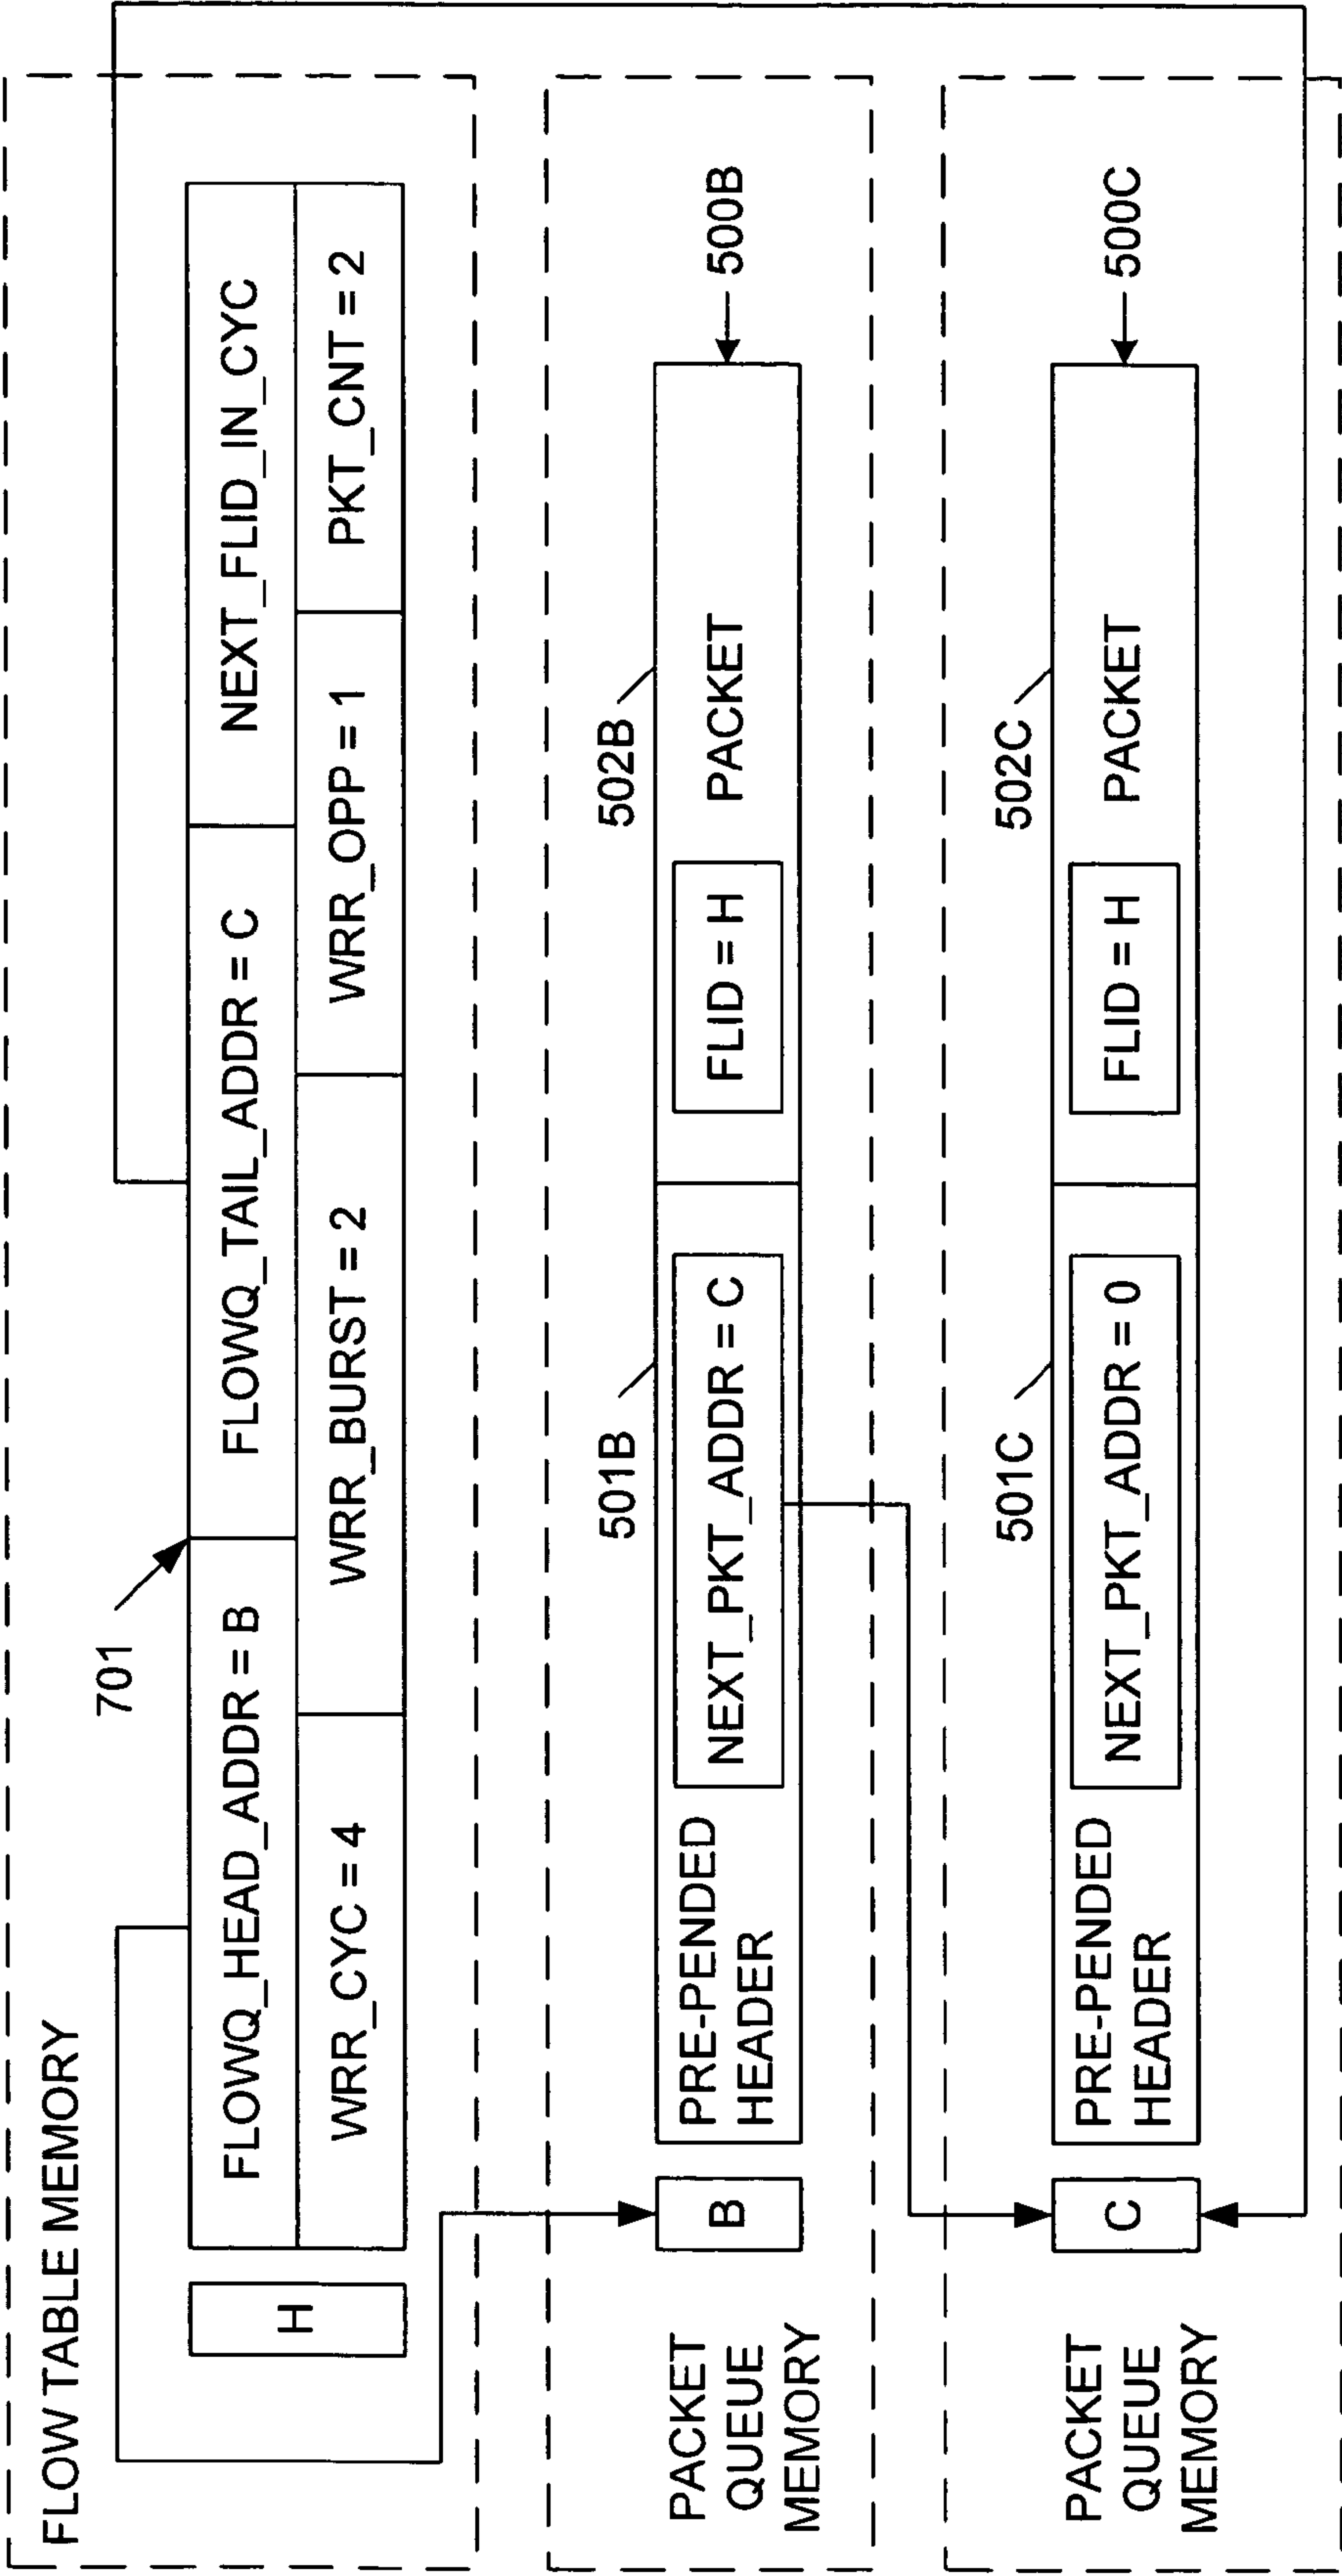 FLOW TABLE MEMORY
701
H
FLOWQ_HEAD_ADDR = B
FLOWQ_TAIL_ADDR = C
NEXT_FLID_IN_CYC
WRR_CYC = 4
WRR_BURST = 2
WRR_OPP = 1
PKT_CNT = 2
501B
502B
PACKET
QUEUE
MEMORY
B
PRE-PENDED
HEADER
NEXT_PKT_ADDR = C
FLID = H
PACKET
500B
501C
502C
PACKET
QUEUE
MEMORY
C
PRE-PENDED
HEADER
NEXT_PKT_ADDR = 0
FLID = H
PACKET
500C